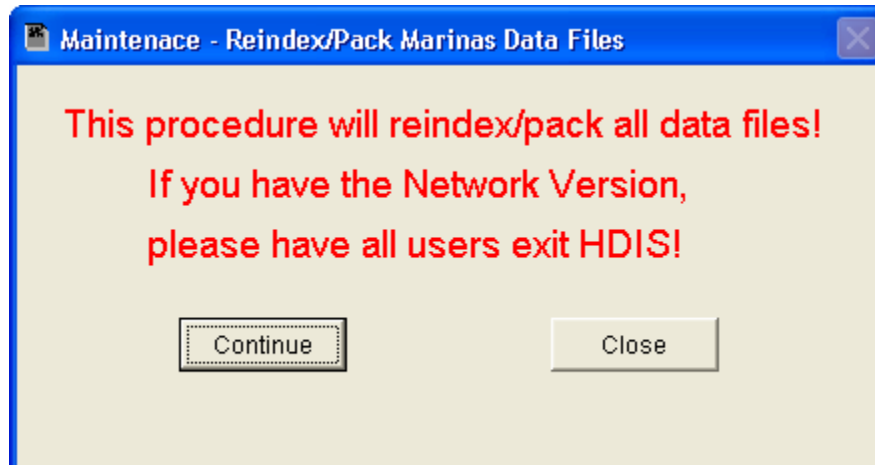 Maintenace - Reindex/Pack Marinas Data Files
This procedure will reindex/pack all data files!
If you have the Network Version,
please have all users exit HDIS!
Continue Close